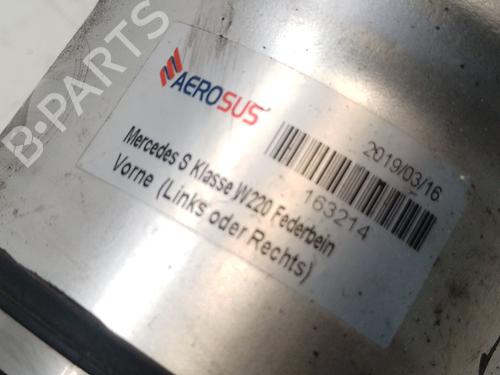 AEROSUS
2019/03/16
163214
Mercedes S Klasse W220 Federbein
Vorne (Links oder Rechts)
B-PARTS